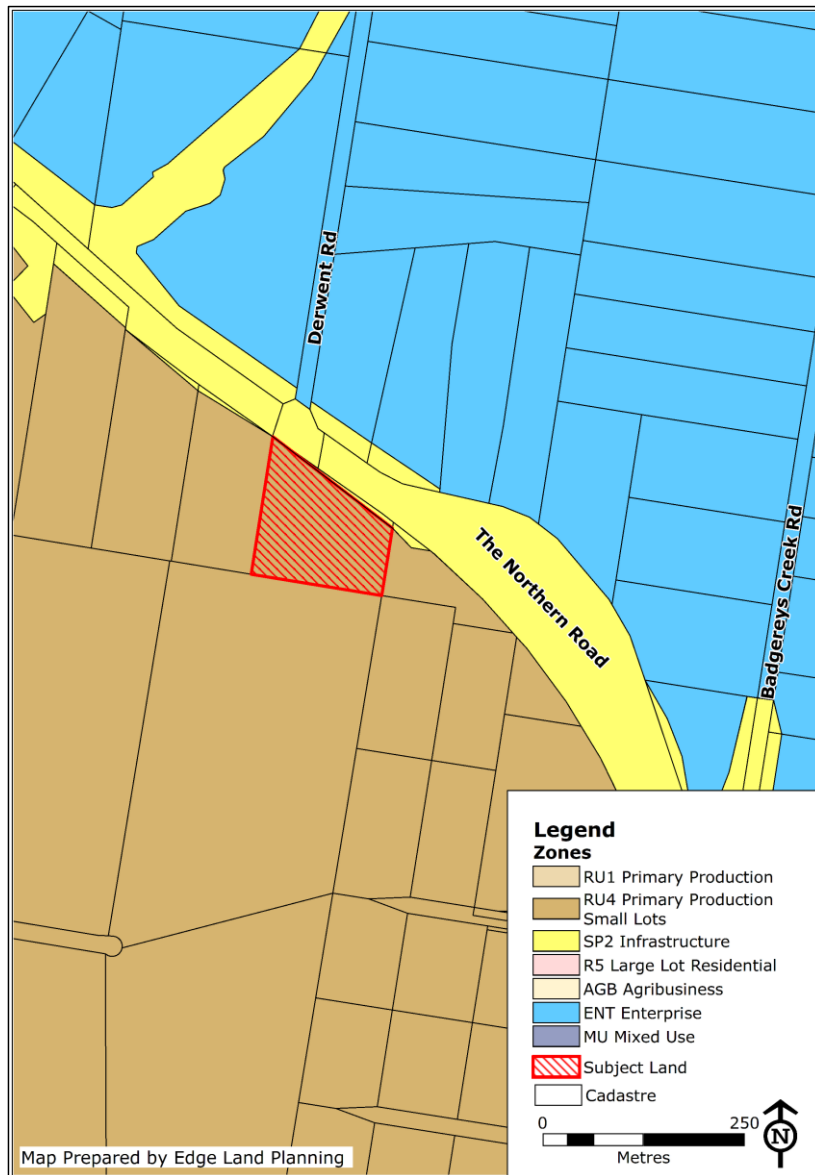 Derwent Rd
The Northern Road
Badgereys Creek Rd
Legend
Zones
RU1 Primary Production
RU4 Primary Production
Small Lots
SP2 Infrastructure
R5 Large Lot Residential
AGB Agribusiness
ENT Enterprise
MU Mixed Use
Subject Land
Cadastre
0 250
Metres
N
Map Prepared by Edge Land Planning